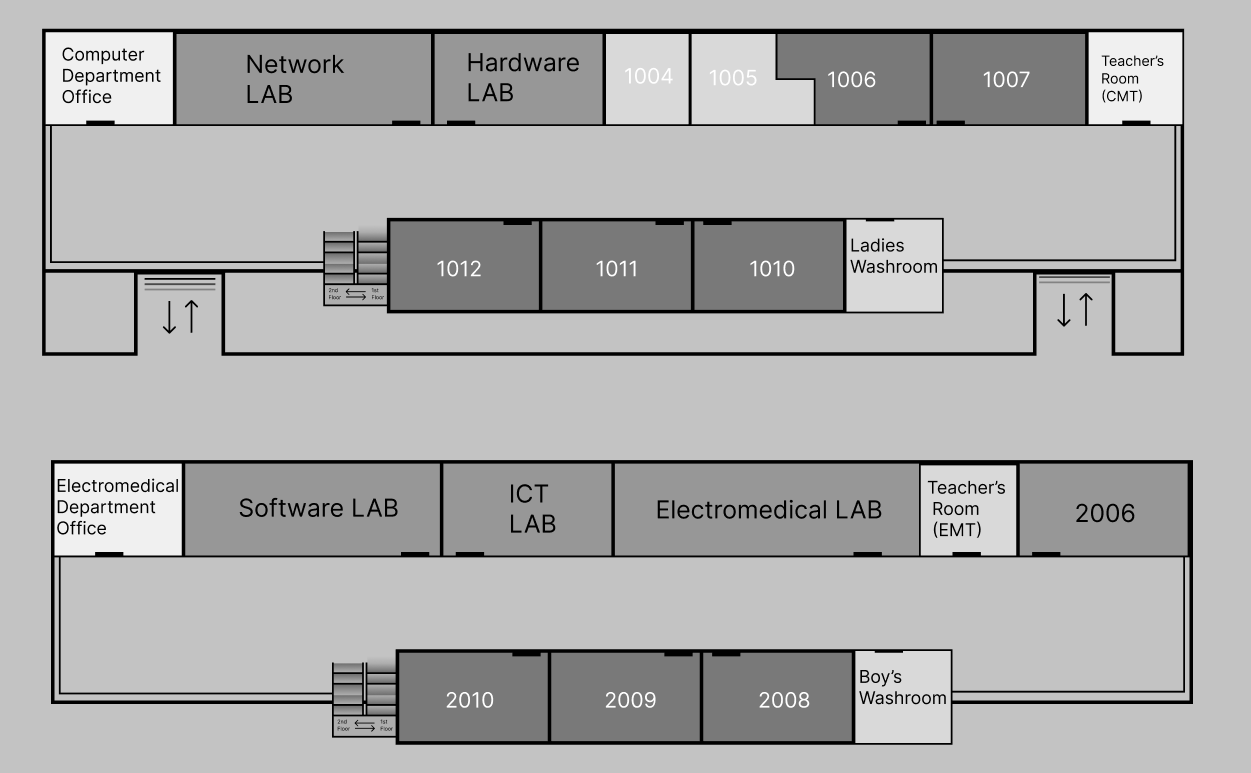 Computer
Department
Office
Network
LAB
Hardware
LAB
1004
1005
1006
1007
Teacher's
Room
(CMT)
1012
1011
1010
Ladies
Washroom
2nd
Floor
1st
Floor
Electromedical
Department
Office
Software LAB
ICT
LAB
Electromedical LAB
Teacher's
Room
(EMT)
2006
2010
2009
2008
Boy's
Washroom
2nd
Floor
1st
Floor